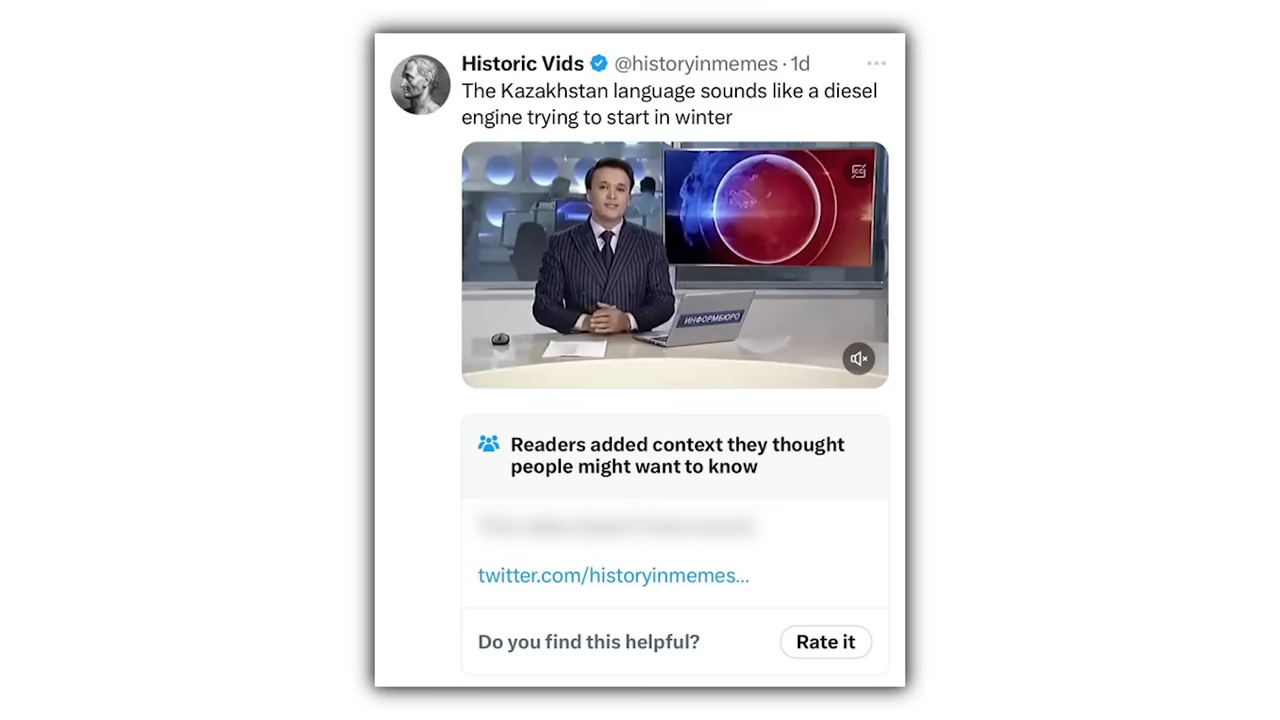 Historic Vids @historyinmemes · 1d
The Kazakhstan language sounds like a diesel
engine trying to start in winter
ИНФОРМБЮРО
Readers added context they thought
people might want to know
twitter.com/historyinmemes...
Do you find this helpful?
Rate it